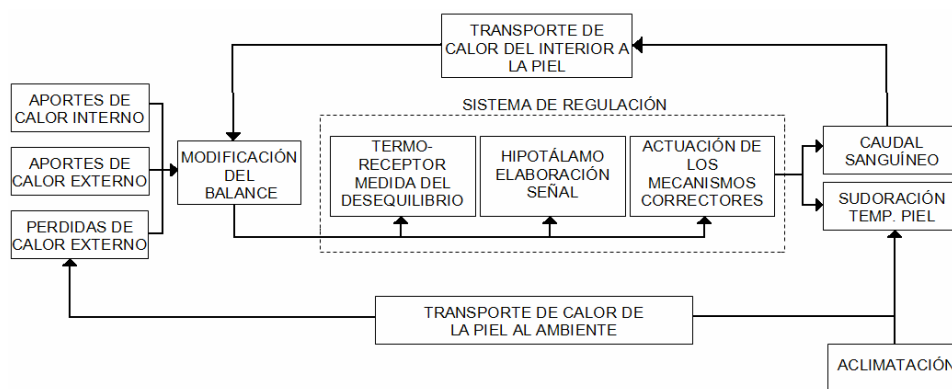 TRANSPORTE DE
CALOR DEL INTERIOR A
LA PIEL
SISTEMA DE REGULACIÓN
APORTES DE
CALOR INTERNO
APORTES DE
CALOR EXTERNO
PERDIDAS DE
CALOR EXTERNO
MODIFICACIÓN
DEL
BALANCE
TERMO-
RECEPTOR
MEDIDA DEL
DESEQUILIBRIO
HIPOTÁLAMO
ELABORACIÓN
SEÑAL
ACTUACIÓN DE
LOS
MECANISMOS
CORRECTORES
CAUDAL
SANGUÍNEO
SUDORACIÓN
TEMP. PIEL
TRANSPORTE DE CALOR DE
LA PIEL AL AMBIENTE
ACLIMATACIÓN